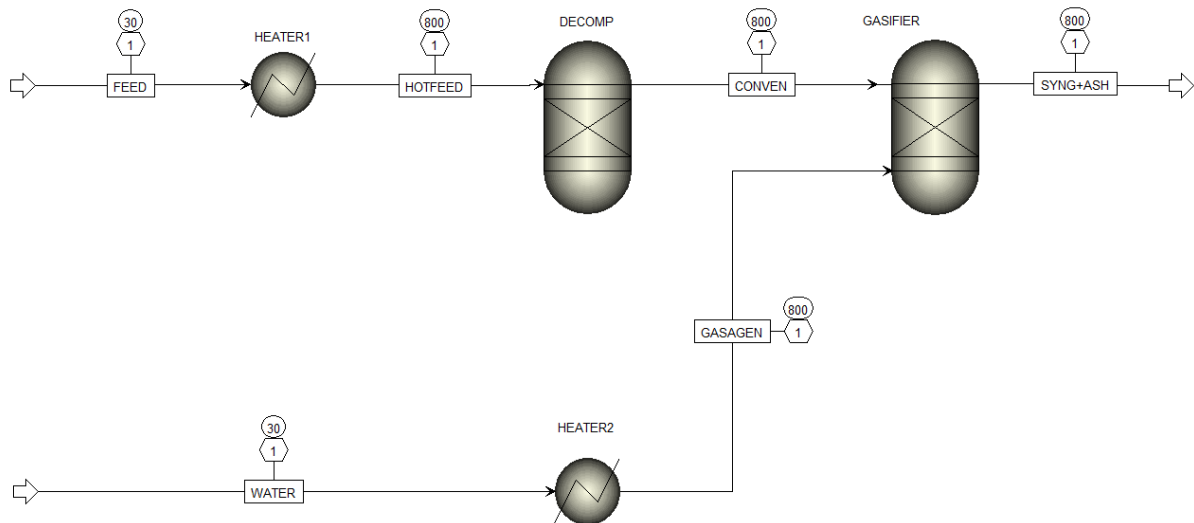 30
1
FEED
HEATER1
800
1
HOTFEED
DECOMP
800
1
CONVEN
GASIFIER
800
1
SYNG+ASH
GASAGEN
800
1
30
1
WATER
HEATER2